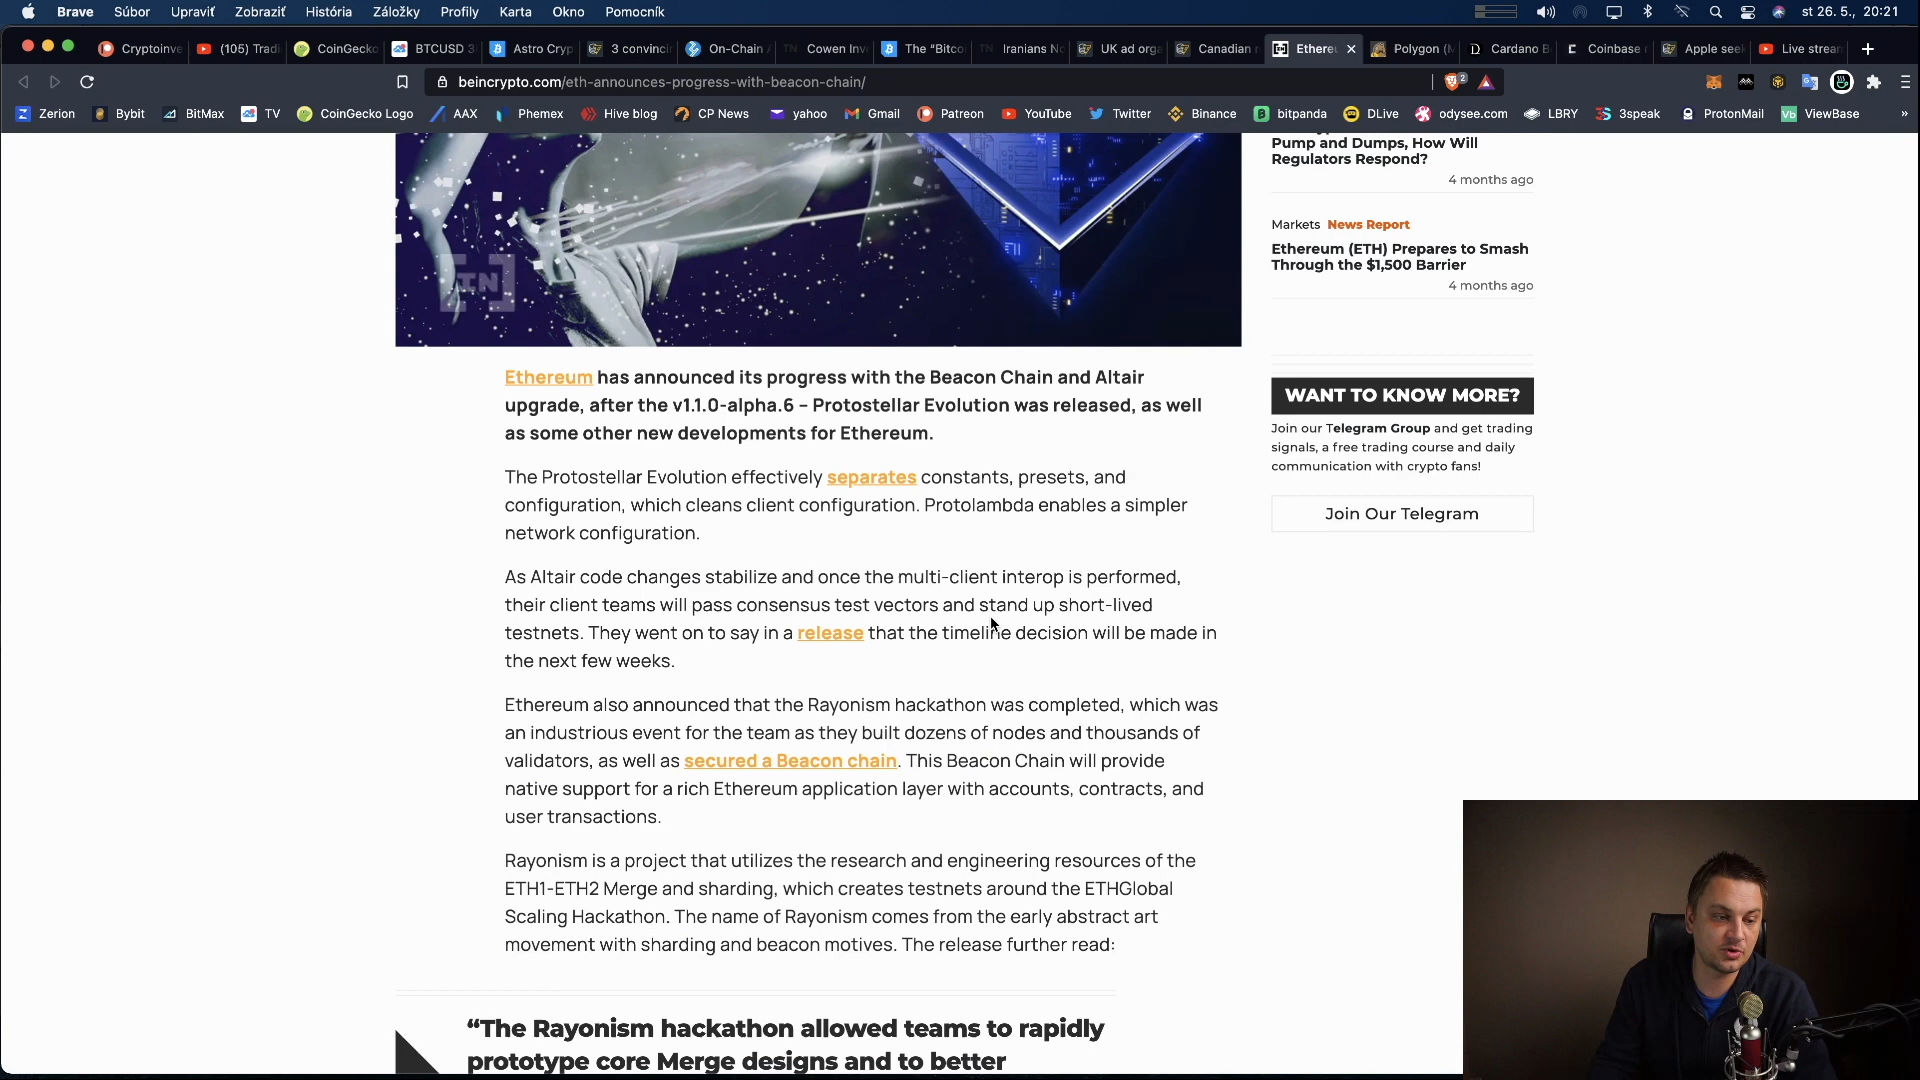 Brave Súbor Upraviť Zobraziť História Záložky Profily Karta Okno Pomocník st 26. 5., 20:21
Cryptoinve (105) Tradi CoinGecko BTCUSD 3 Astro Cryp 3 convinci On-Chain A Cowen Inv The “Bitco Iranians No UK ad orga Canadian r Ethereu Polygon (M Cardano B Coinbase r Apple seek Live strean
beincrypto.com/eth-announces-progress-with-beacon-chain/ 2
Zerion Bybit BitMax TV CoinGecko Logo AAX Phemex Hive blog CP News yahoo Gmail Patreon YouTube Twitter Binance bitpanda DLive odysee.com LBRY 3speak ProtonMail ViewBase »
Pump and Dumps, How Will
Regulators Respond?
4 months ago
Markets News Report
Ethereum (ETH) Prepares to Smash
Through the $1,500 Barrier
4 months ago
IN
Ethereum has announced its progress with the Beacon Chain and Altair
upgrade, after the v1.1.0-alpha.6 – Protostellar Evolution was released, as well
as some other new developments for Ethereum.
WANT TO KNOW MORE?
Join our Telegram Group and get trading
signals, a free trading course and daily
communication with crypto fans!
Join Our Telegram
The Protostellar Evolution effectively separates constants, presets, and
configuration, which cleans client configuration. Protolambda enables a simpler
network configuration.
As Altair code changes stabilize and once the multi-client interop is performed,
their client teams will pass consensus test vectors and stand up short-lived
testnets. They went on to say in a release that the timeline decision will be made in
the next few weeks.
Ethereum also announced that the Rayonism hackathon was completed, which was
an industrious event for the team as they built dozens of nodes and thousands of
validators, as well as secured a Beacon chain. This Beacon Chain will provide
native support for a rich Ethereum application layer with accounts, contracts, and
user transactions.
Rayonism is a project that utilizes the research and engineering resources of the
ETH1-ETH2 Merge and sharding, which creates testnets around the ETHGlobal
Scaling Hackathon. The name of Rayonism comes from the early abstract art
movement with sharding and beacon motives. The release further read:
“The Rayonism hackathon allowed teams to rapidly
prototype core Merge designs and to better